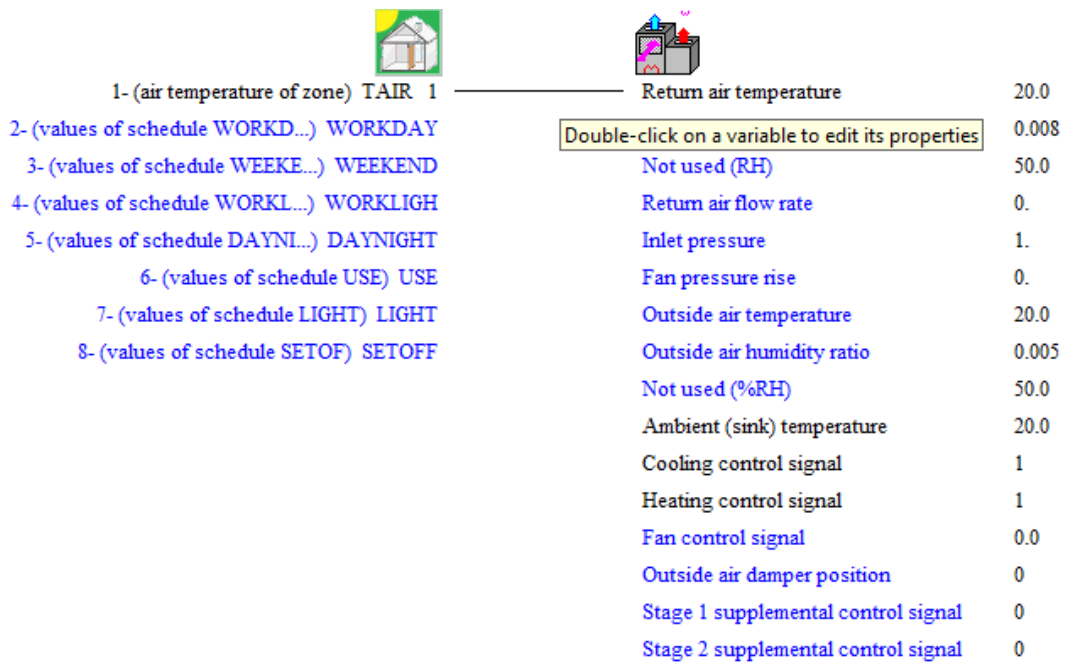 1- (air temperature of zone) TAIR 1 Return air temperature 20.0
2- (values of schedule WORKD...) WORKDAY Double-click on a variable to edit its properties 0.008
3- (values of schedule WEEKE...) WEEKEND Not used (RH) 50.0
4- (values of schedule WORKL...) WORKLIGH Return air flow rate 0.
5- (values of schedule DAYNI...) DAYNIGHT Inlet pressure 1.
6- (values of schedule USE) USE Fan pressure rise 0.
7- (values of schedule LIGHT) LIGHT Outside air temperature 20.0
8- (values of schedule SETOF) SETOFF Outside air humidity ratio 0.005
Not used (%RH) 50.0
Ambient (sink) temperature 20.0
Cooling control signal 1
Heating control signal 1
Fan control signal 0.0
Outside air damper position 0
Stage 1 supplemental control signal 0
Stage 2 supplemental control signal 0